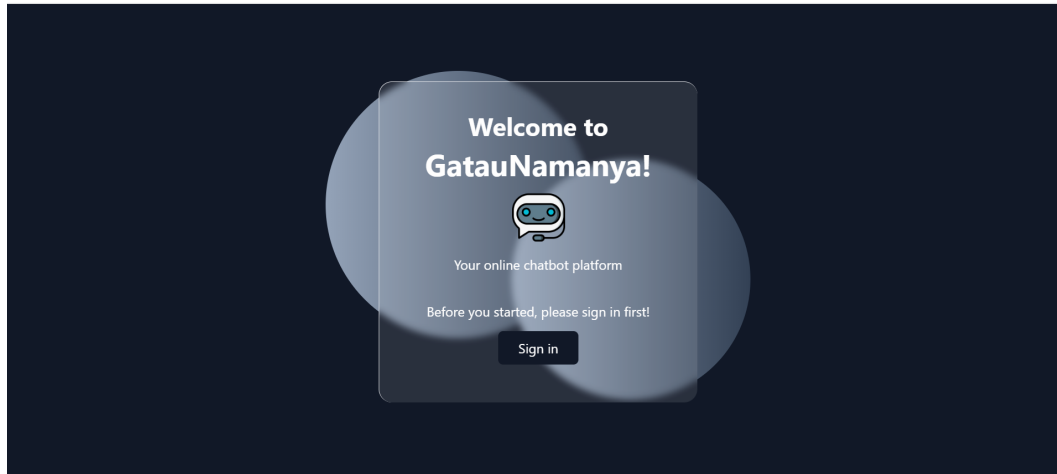 Welcome to
GatauNamanya!
Your online chatbot platform
Before you started, please sign in first!
Sign in